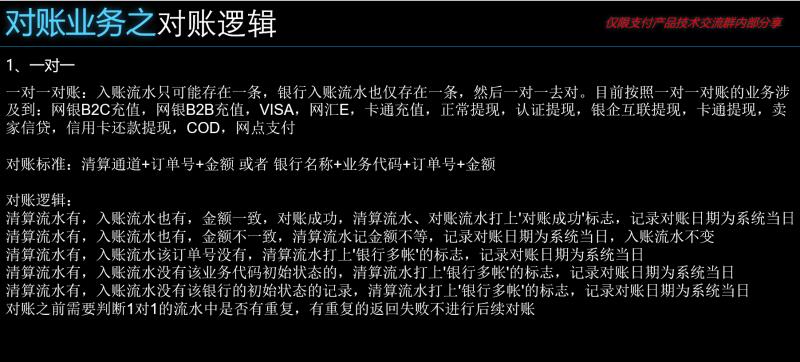 对账业务之对账逻辑
仅限支付产品技术交流群内部分享
1、一对一
一对一对账：入账流水只可能存在一条，银行入账流水也仅存在一条，然后一对一去对。目前按照一对一对账的业务涉
及到：网银B2C充值，网银B2B充值，VISA，网汇E，卡通充值，正常提现，认证提现，银企互联提现，卡通提现，卖
家信贷，信用卡还款提现，COD，网点支付
对账标准：清算通道+订单号+金额 或者 银行名称+业务代码+订单号+金额
对账逻辑：
清算流水有，入账流水也有，金额一致，对账成功，清算流水、对账流水打上'对账成功'标志，记录对账日期为系统当日
清算流水有，入账流水也有，金额不一致，清算流水记金额不等，记录对账日期为系统当日，入账流水不变
清算流水有，入账流水该订单号没有，清算流水打上'银行多帐'的标志，记录对账日期为系统当日
清算流水有，入账流水没有该业务代码初始状态的，清算流水打上'银行多帐'的标志，记录对账日期为系统当日
清算流水有，入账流水没有该银行的初始状态的记录，清算流水打上'银行多帐'的标志，记录对账日期为系统当日
对账之前需要判断1对1的流水中是否有重复，有重复的返回失败不进行后续对账